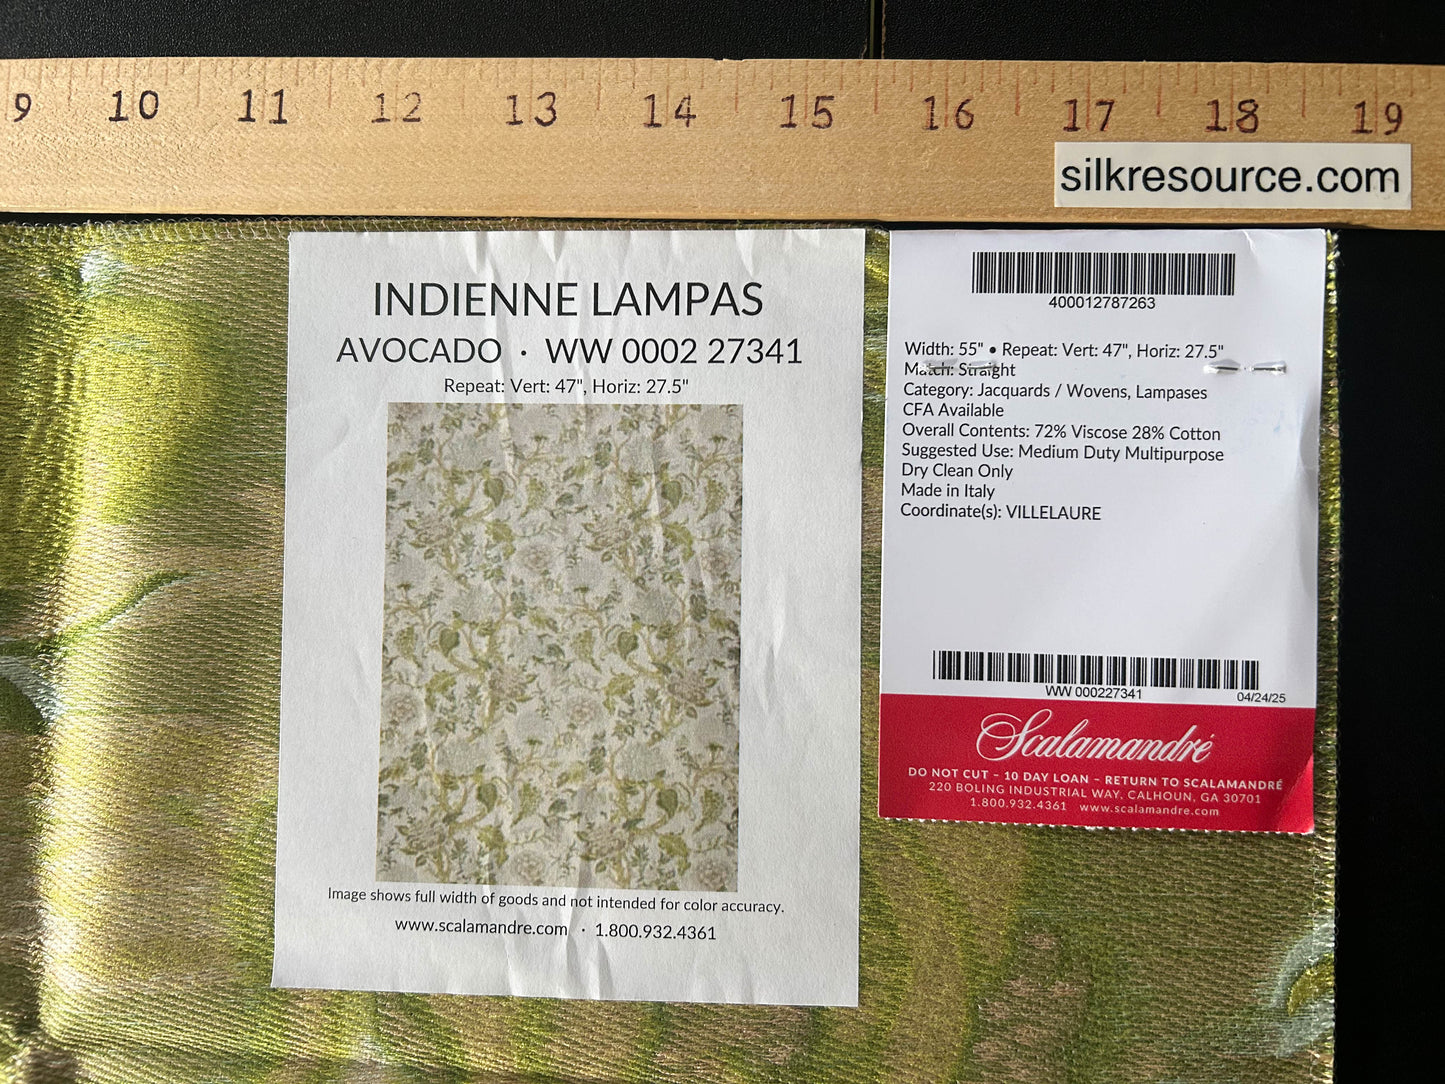 9 10 11 12 13 14 15 16 17 18 19
silkresource.com
INDIENNE LAMPAS
AVOCADO · WW 0002 27341
Repeat: Vert: 47", Horiz: 27.5"
Image shows full width of goods and not intended for color accuracy.
www.scalamandre.com · 1.800.932.4361
400012787263
Width: 55" • Repeat: Vert: 47", Horiz: 27.5"
Match: Straight
Category: Jacquards / Wovens, Lampases
CFA Available
Overall Contents: 72% Viscose 28% Cotton
Suggested Use: Medium Duty Multipurpose
Dry Clean Only
Made in Italy
Coordinate(s): VILLELAURE
WW 000227341
04/24/25
Scalamandré
DO NOT CUT – 10 DAY LOAN – RETURN TO SCALAMANDRÉ
220 BOLING INDUSTRIAL WAY, CALHOUN, GA 30701
1.800.932.4361 www.scalamandre.com